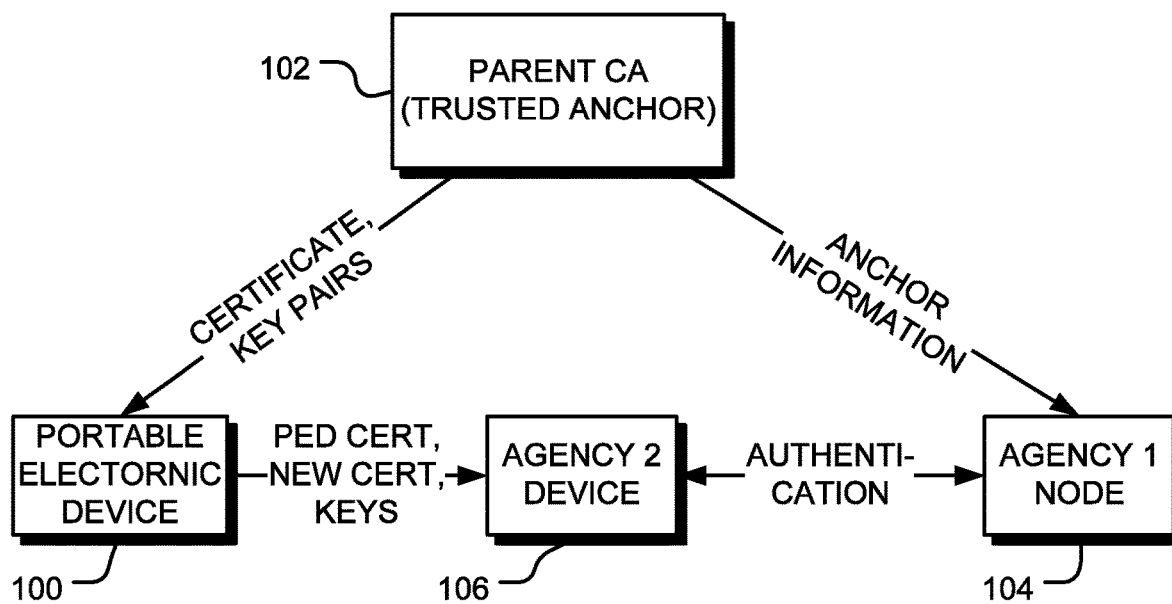 102
PARENT CA
(TRUSTED ANCHOR)
CERTIFICATE,
KEY PAIRS
ANCHOR
INFORMATION
PORTABLE
ELECTORNIC
DEVICE
PED CERT,
NEW CERT,
KEYS
AGENCY 2
DEVICE
AUTHENTI-
CATION
AGENCY 1
NODE
100
106
104